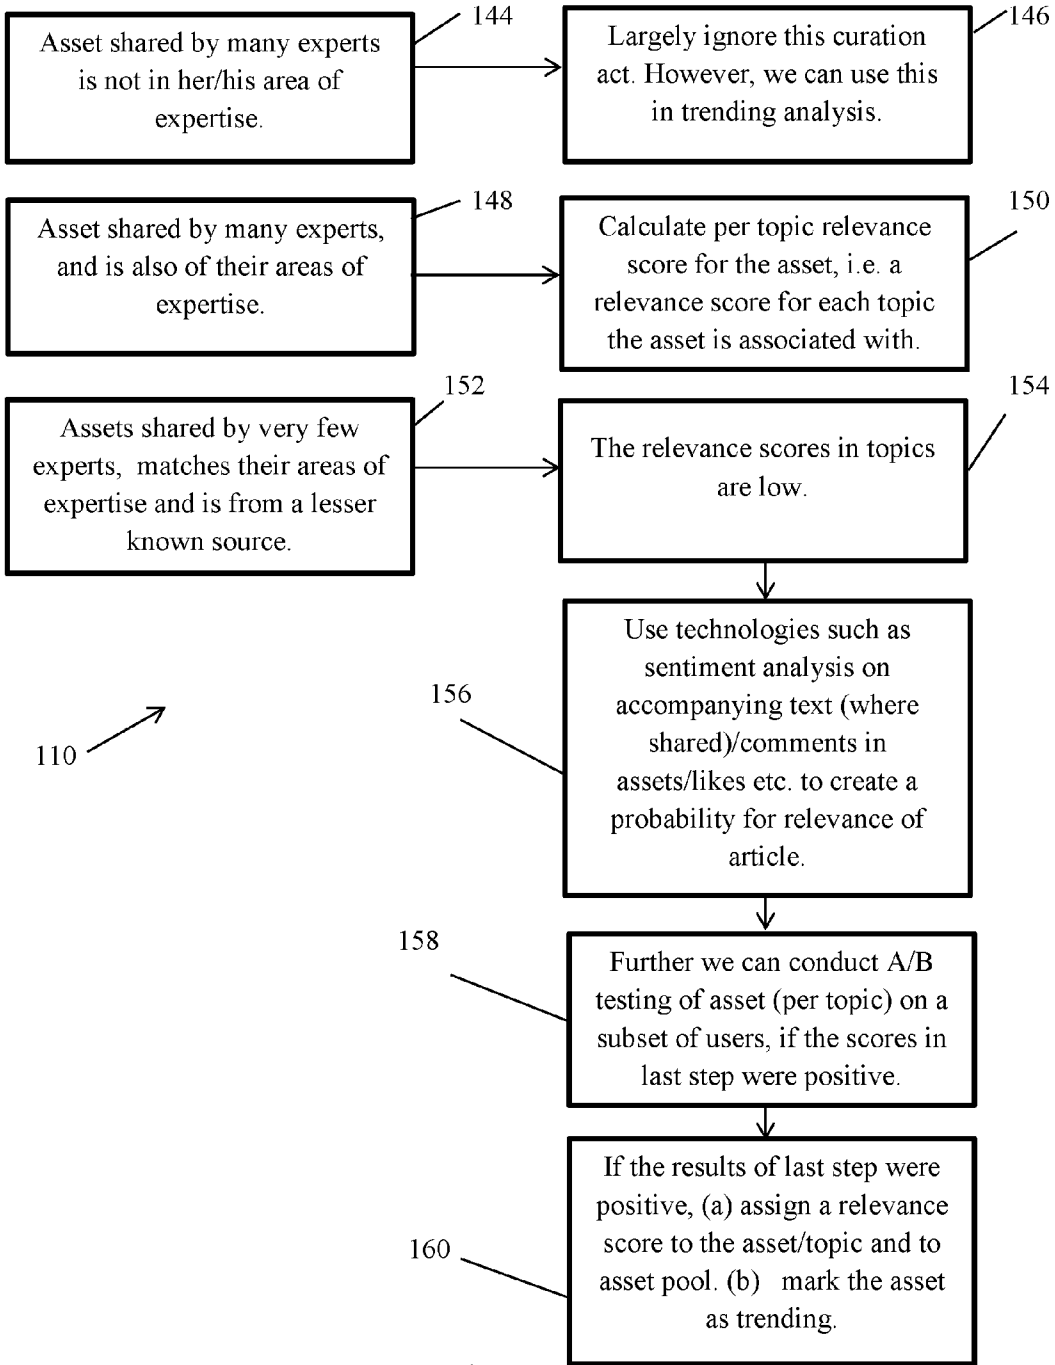 144
Asset shared by many experts
is not in her/his area of
expertise.
146
Largely ignore this curation
act. However, we can use this
in trending analysis.
148
Asset shared by many experts,
and is also of their areas of
expertise.
150
Calculate per topic relevance
score for the asset, i.e. a
relevance score for each topic
the asset is associated with.
152
Assets shared by very few
experts, matches their areas of
expertise and is from a lesser
known source.
154
The relevance scores in topics
are low.
156
Use technologies such as
sentiment analysis on
accompanying text (where
shared)/comments in
assets/likes etc. to create a
probability for relevance of
article.
110
158
Further we can conduct A/B
testing of asset (per topic) on a
subset of users, if the scores in
last step were positive.
160
If the results of last step were
positive, (a) assign a relevance
score to the asset/topic and to
asset pool. (b) mark the asset
as trending.